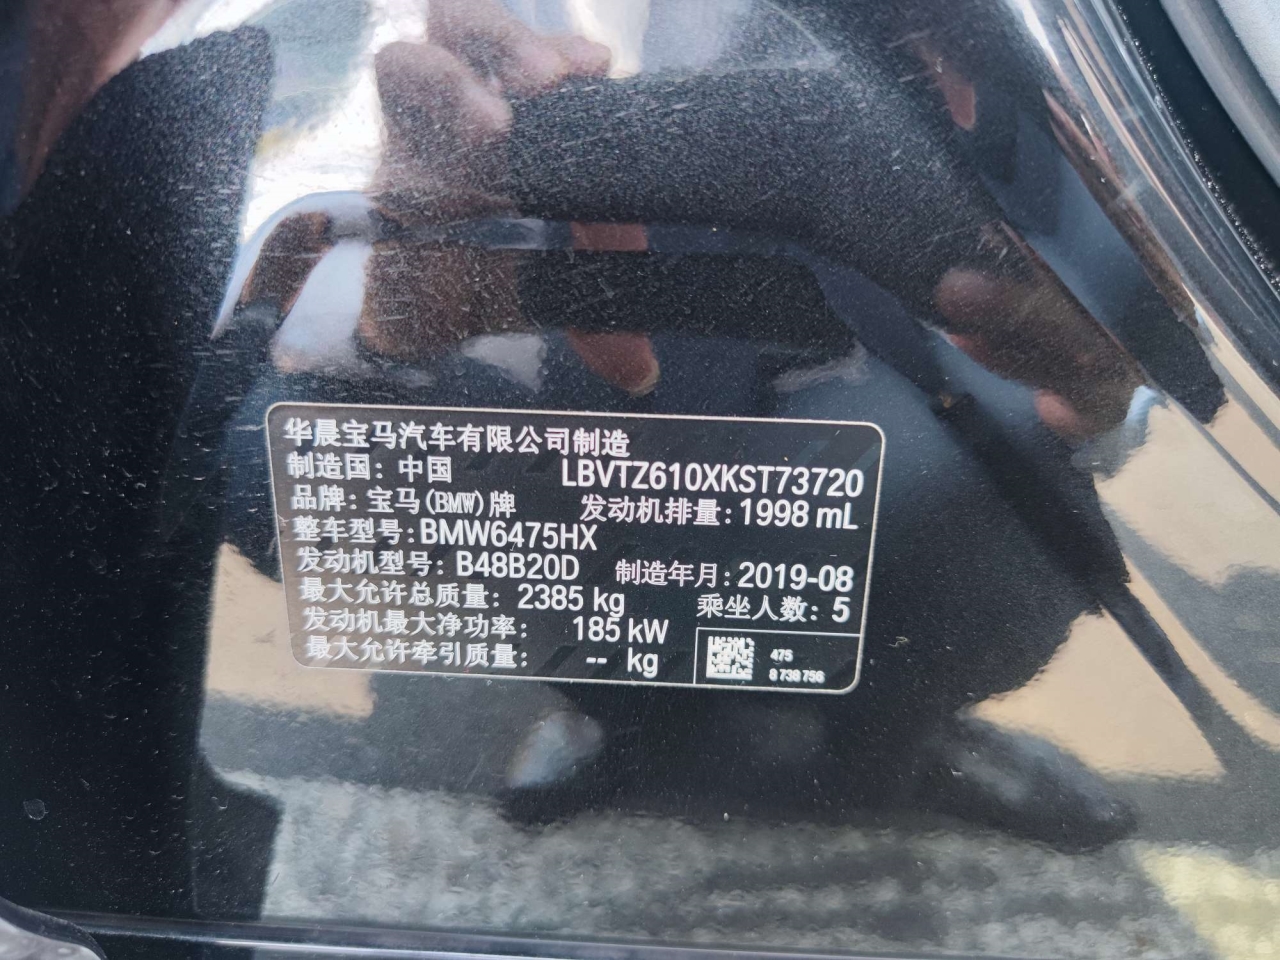 华晨宝马汽车有限公司制造
制造国：中国 LBVTZ610XKST73720
品牌：宝马(BMW)牌 发动机排量：1998 mL
整车型号：BMW6475HX
发动机型号：B48B20D 制造年月：2019-08
最大允许总质量：2385 kg 乘坐人数：5
发动机最大净功率：185 kW
最大允许牵引质量：-- kg
475
8 738 756